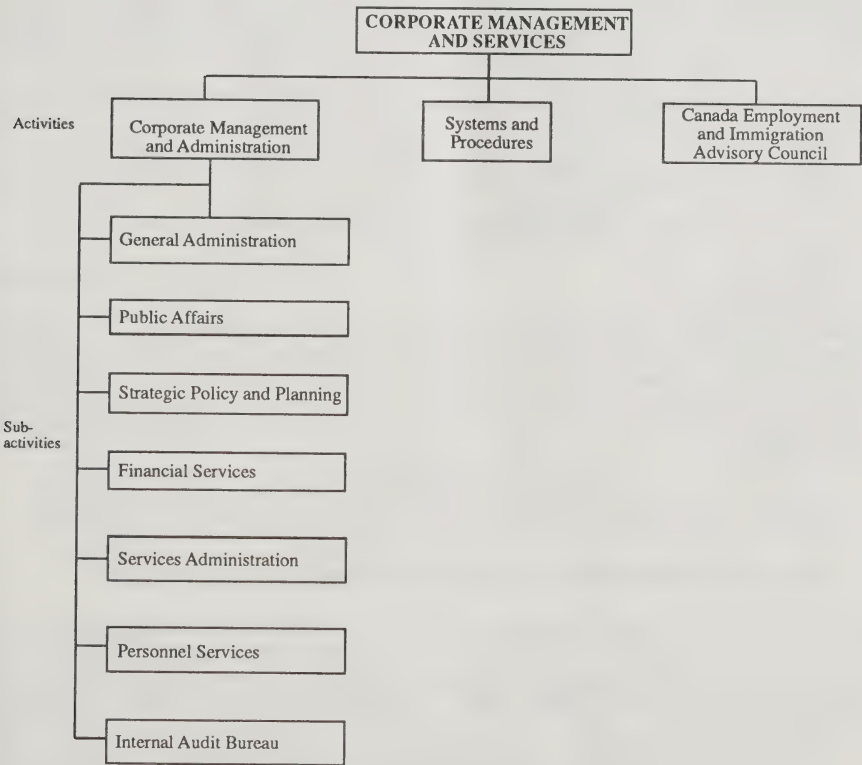 CORPORATE MANAGEMENT
AND SERVICES
Activities
Corporate Management
and Administration
Systems and
Procedures
Canada Employment
and Immigration
Advisory Council
General Administration
Public Affairs
Strategic Policy and Planning
Sub-
activities
Financial Services
Services Administration
Personnel Services
Internal Audit Bureau